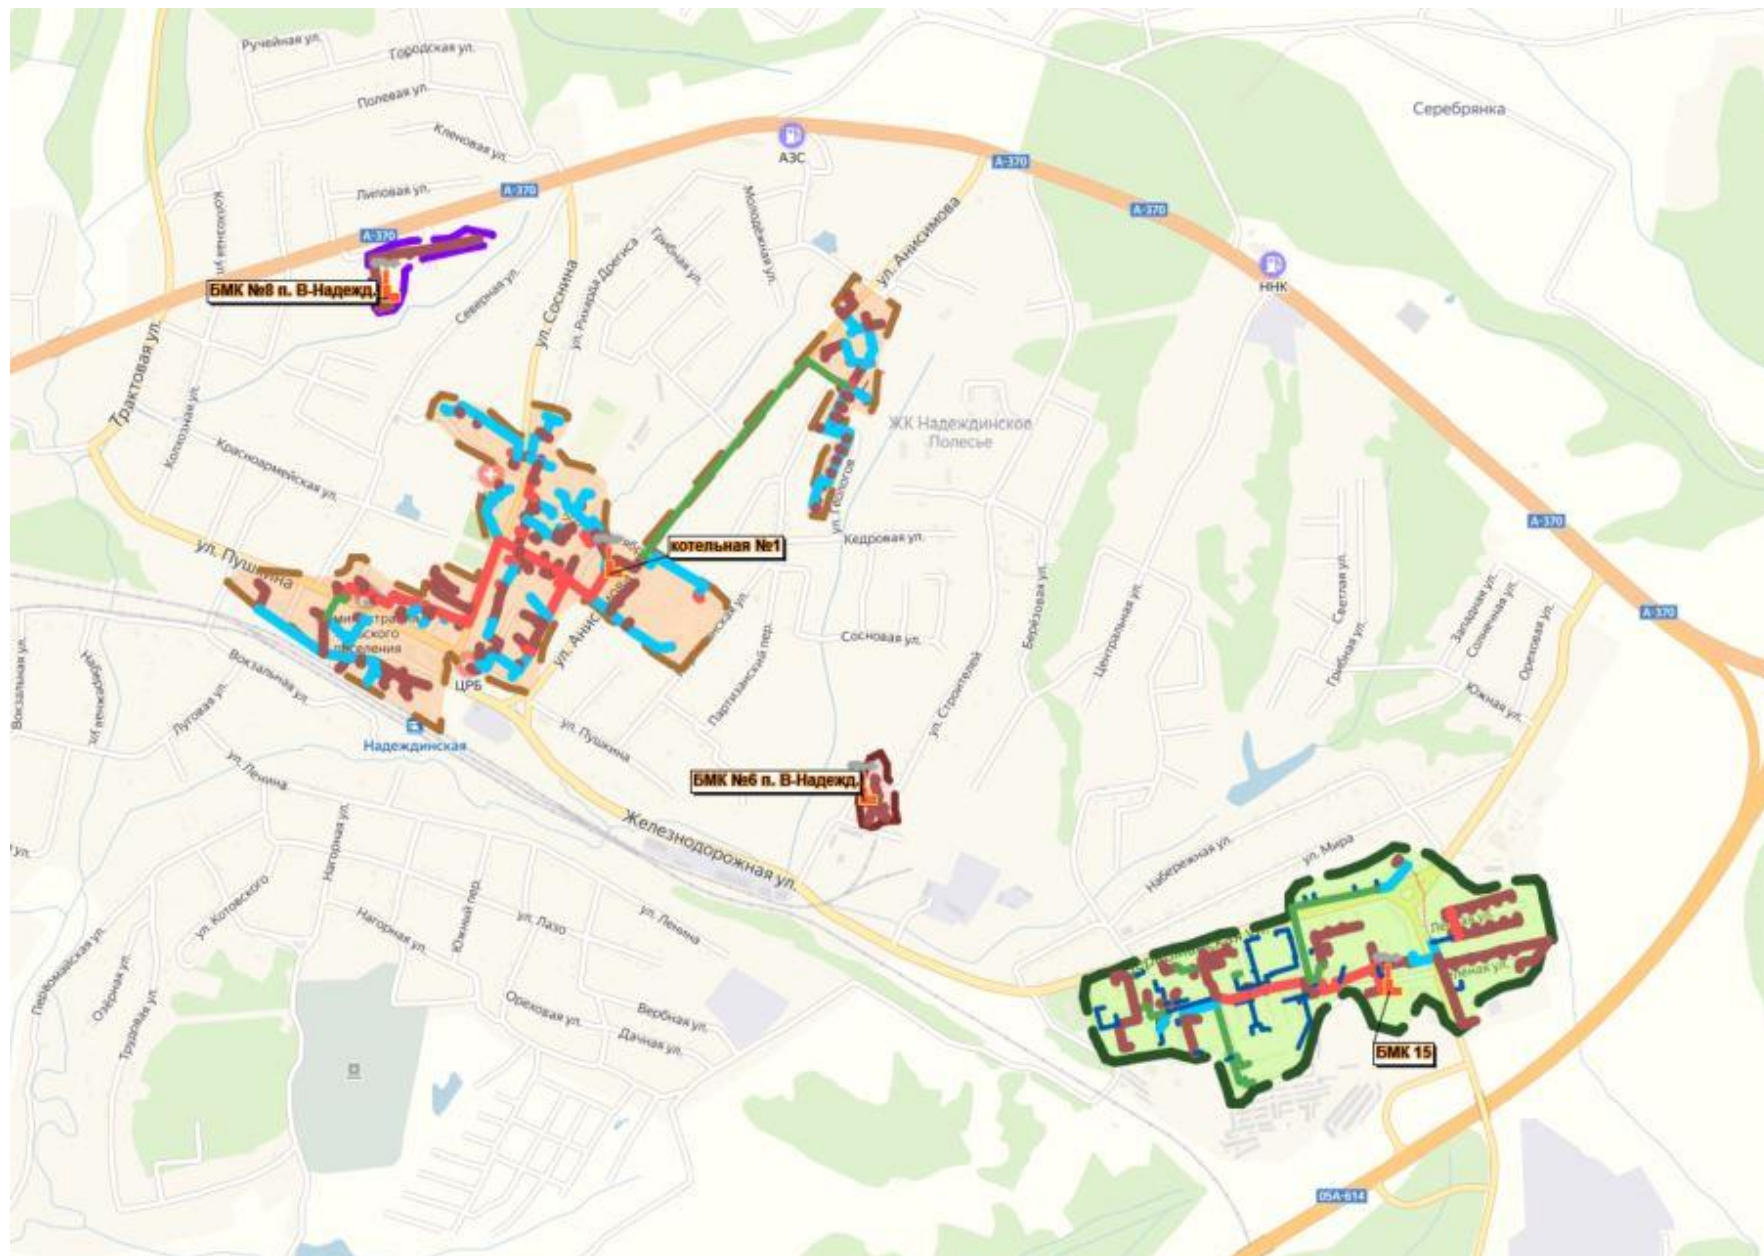 Ручейная ул.
Городская ул.
Полевая ул.
Кленовая ул.
Липовая ул.
Серебрянка
АЗС
А-370
А-370
А-370
А-370
Колхозная ул.
Молодёжная ул.
Грибная ул.
ул. Анисимова
ул. Рихарда Дрегиса
ул. Соснина
Северная ул.
БМК №8 п. В-Надежд.
ННК
Трактовая ул.
Колхозная ул.
Красноармейская ул.
ЖК Надеждинское
Полесье
ул. Геологов
А-370
Кедровая ул.
котельная №1
ул. Пушкина
ул. Анисимова
Сосновая ул.
Партизанский пер.
Берёзовая ул.
Центральная ул.
Светлая ул.
Грибная ул.
Западная ул.
Солнечная ул.
Ореховая ул.
Южная ул.
А-370
поселения
ЦРБ
Вокзальная ул.
Вокзальная ул.
Луговая ул.
Надеждинская
ул. Пушкина
ул. Строителей
БМК №6 п. В-Надежд.
ул. Ленина
Железнодорожная ул.
Нагорная ул.
ул. Котовского
Нагорная ул.
Южный пер.
ул. Лазо
ул. Ленина
Набережная ул.
ул. Мира
Первомайская ул.
Озёрная ул.
Трудовая ул.
Ореховая ул.
Вербная ул.
Дачная ул.
БМК 15
05А-614